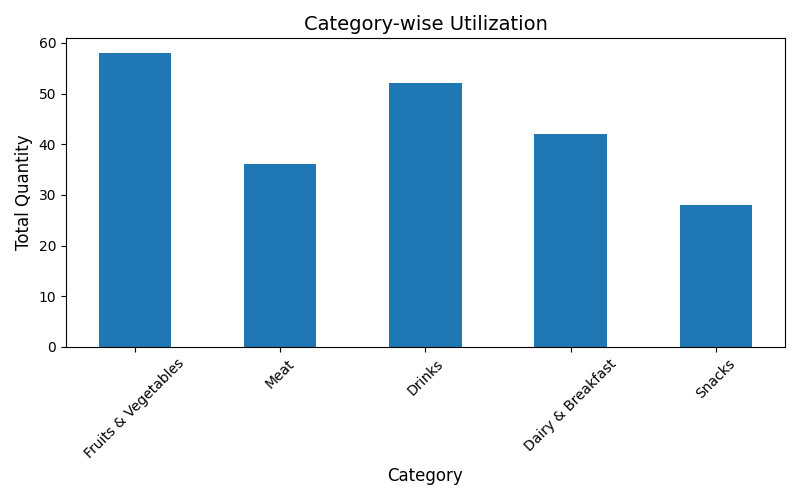 Category-wise Utilization
Total Quantity
60
50
40
30
20
10
0
Fruits & Vegetables
Meat
Drinks
Dairy & Breakfast
Snacks
Category